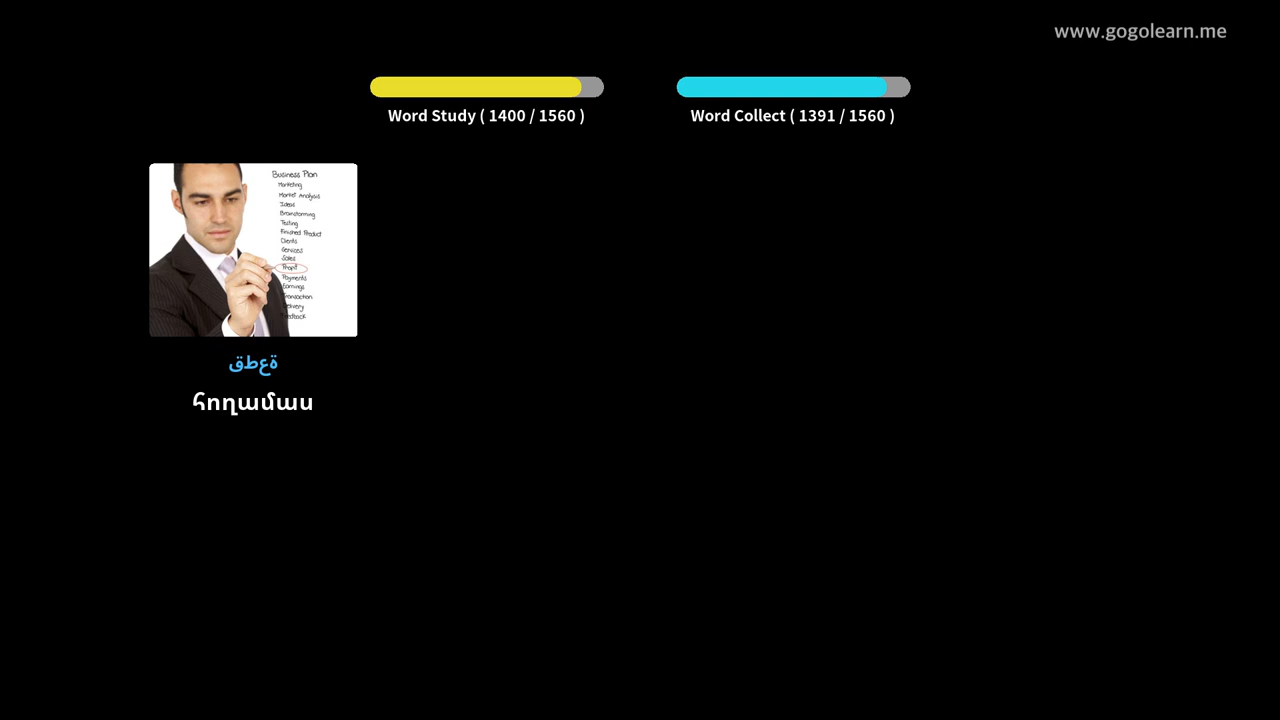 www.gogolearn.me
Word Study ( 1400 / 1560 )
Word Collect ( 1391 / 1560 )
Business Plan
Marketing
Market Analysis
Ideas
Brainstorming
Testing
Finished Product
Clients
Services
Sales
Profit
Payments
Earnings
Transaction
Delivery
Feedback
ةعطق
հողամաս